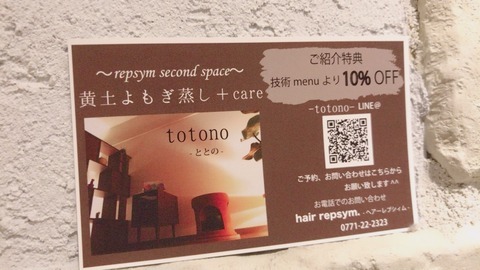 ～repsym second space～
黄土よもぎ蒸し＋care
totono
-ととの-
ご紹介特典
技術 menu より 10% OFF
-totono- LINE@
ご予約、お問い合わせはこちらから
お願い致します ^^
お電話でのお問い合わせ
hair repsym. -ヘアーレプシィム-
0771-22-2323